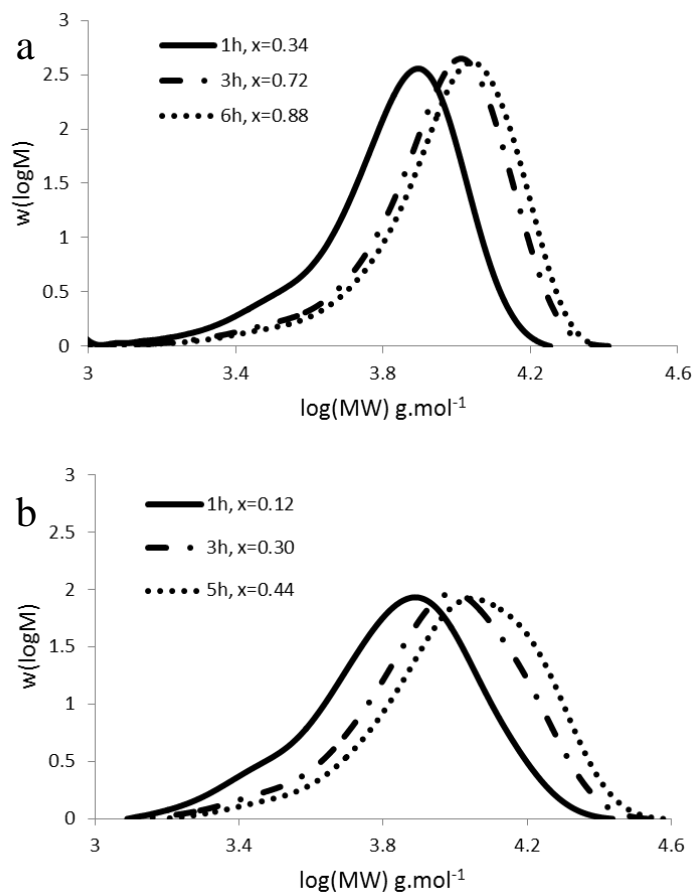 a
3
2.5
2
1.5
1
0.5
0
w(logM)
1h, x=0.34
3h, x=0.72
6h, x=0.88
3 3.4 3.8 4.2 4.6
log(MW) g.mol⁻¹
b
3
2.5
2
1.5
1
0.5
0
w(logM)
1h, x=0.12
3h, x=0.30
5h, x=0.44
3 3.4 3.8 4.2 4.6
log(MW) g.mol⁻¹